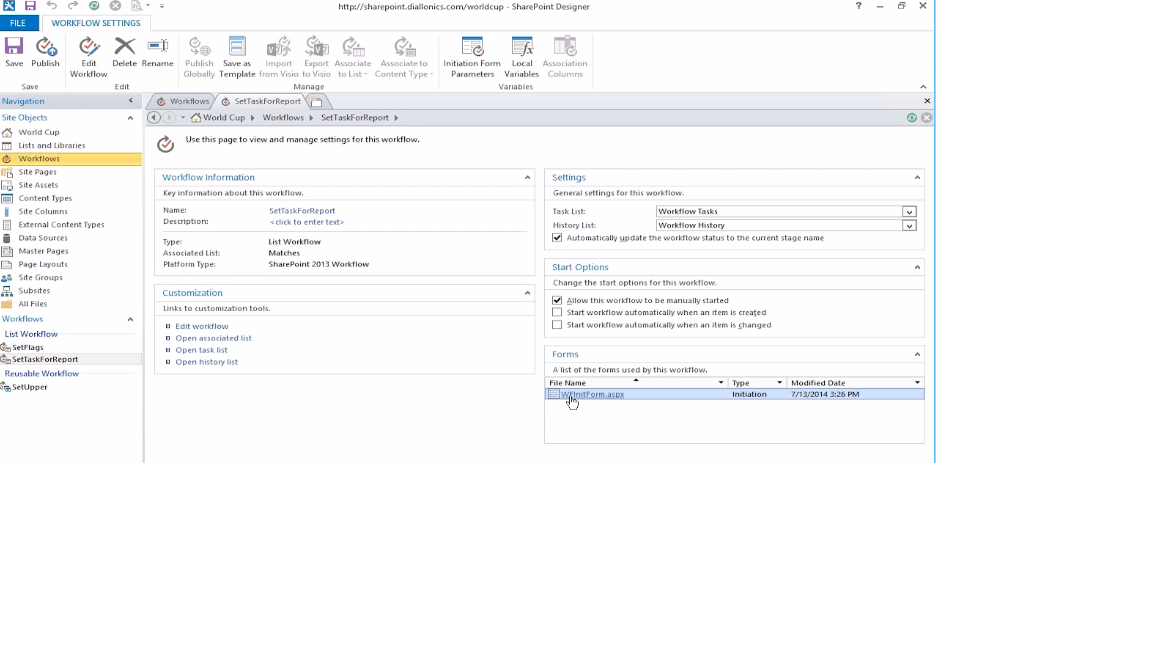 http://sharepoint.diallonics.com/worldcup - SharePoint Designer
FILE WORKFLOW SETTINGS
Save Publish Edit Workflow Delete Rename Publish Globally Save as Template Import from Visio Export to Visio Associate to List Associate to Content Type Initiation Form Parameters Local Variables Association Columns
Save Edit Manage Variables
Navigation
Site Objects
World Cup
Lists and Libraries
Workflows
Site Pages
Site Assets
Content Types
Site Columns
External Content Types
Data Sources
Master Pages
Page Layouts
Site Groups
Subsites
All Files
Workflows
List Workflow
SetFlags
SetTaskForReport
Reusable Workflow
SetUpper
Workflows SetTaskForReport
World Cup Workflows SetTaskForReport
Use this page to view and manage settings for this workflow.
Workflow Information
Key information about this workflow.
Name: SetTaskForReport
Description: <click to enter text>
Type: List Workflow
Associated List: Matches
Platform Type: SharePoint 2013 Workflow
Customization
Links to customization tools.
Edit workflow
Open associated list
Open task list
Open history list
Settings
General settings for this workflow.
Task List: Workflow Tasks
History List: Workflow History
Automatically update the workflow status to the current stage name
Start Options
Change the start options for this workflow.
Allow this workflow to be manually started
Start workflow automatically when an item is created
Start workflow automatically when an item is changed
Forms
A list of the forms used by this workflow.
File Name Type Modified Date
WFInitForm.aspx Initiation 7/13/2014 3:26 PM